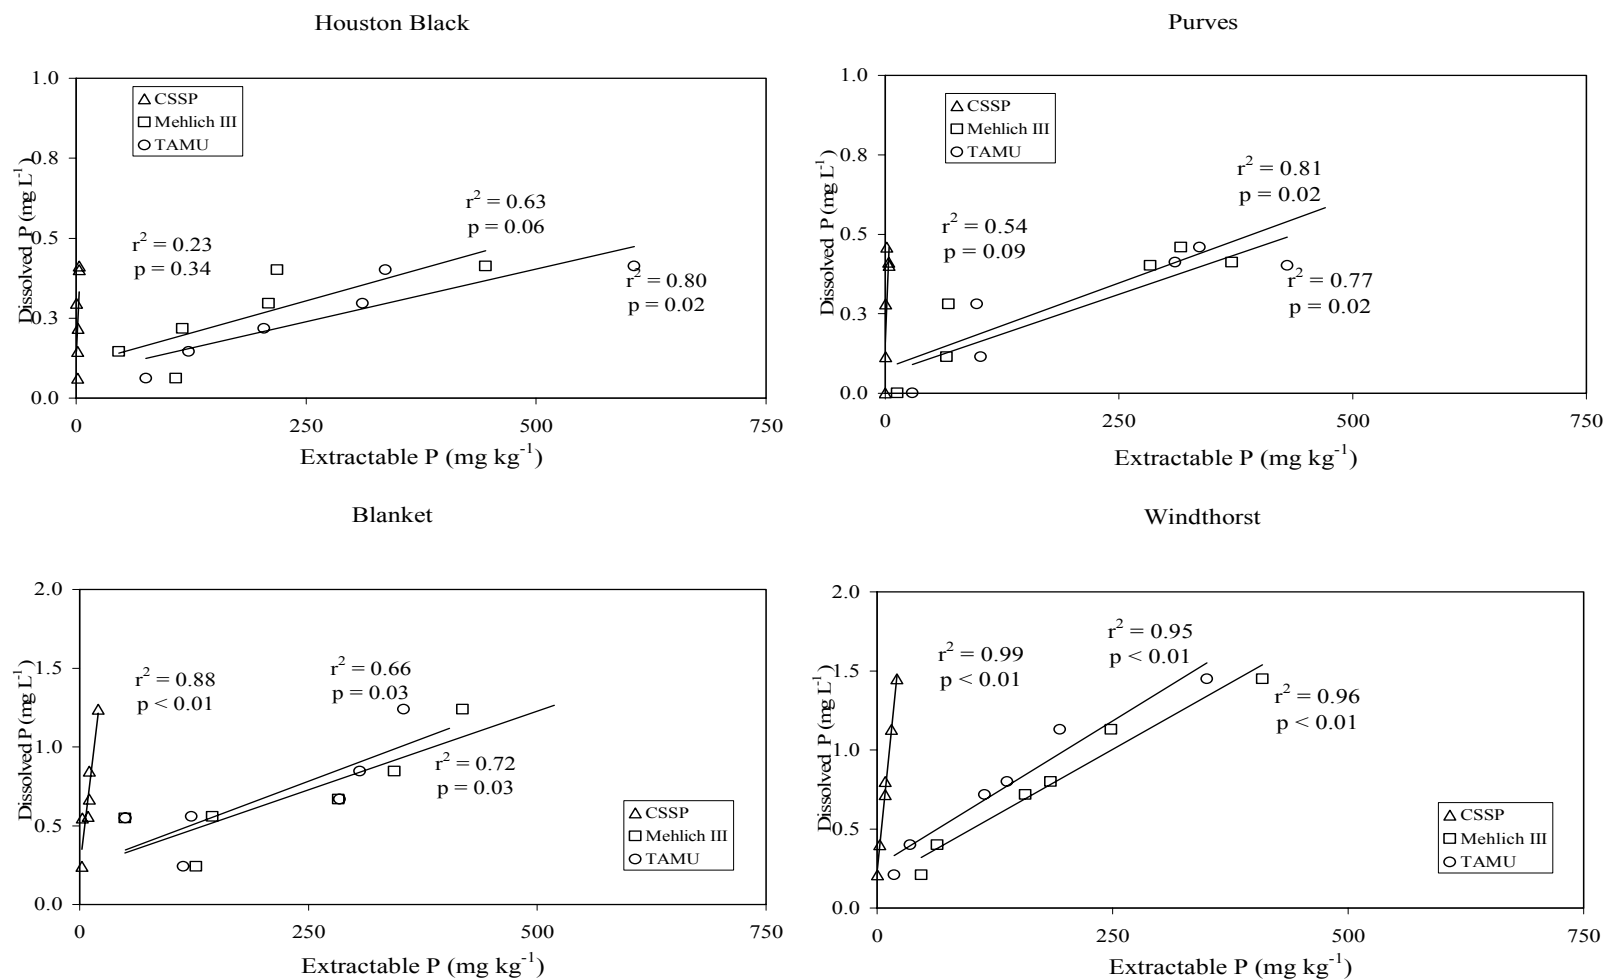 Houston Black
1.0
0.8
0.5
0.3
0.0
Dissolved P (mg L-1)
CSSP
Mehlich III
TAMU
r2 = 0.23
p = 0.34
r2 = 0.63
p = 0.06
r2 = 0.80
p = 0.02
0 250 500 750
Extractable P (mg kg-1)
Purves
1.0
0.8
0.5
0.3
0.0
Dissolved P (mg L-1)
CSSP
Mehlich III
TAMU
r2 = 0.54
p = 0.09
r2 = 0.81
p = 0.02
r2 = 0.77
p = 0.02
0 250 500 750
Extractable P (mg kg-1)
Blanket
2.0
1.5
1.0
0.5
0.0
Dissolved P (mg L-1)
r2 = 0.88
p < 0.01
r2 = 0.66
p = 0.03
r2 = 0.72
p = 0.03
CSSP
Mehlich III
TAMU
0 250 500 750
Extractable P (mg kg-1)
Windthorst
2.0
1.5
1.0
0.5
0.0
Dissolved P (mg L-1)
r2 = 0.99
p < 0.01
r2 = 0.95
p < 0.01
r2 = 0.96
p < 0.01
CSSP
Mehlich III
TAMU
0 250 500 750
Extractable P (mg kg-1)